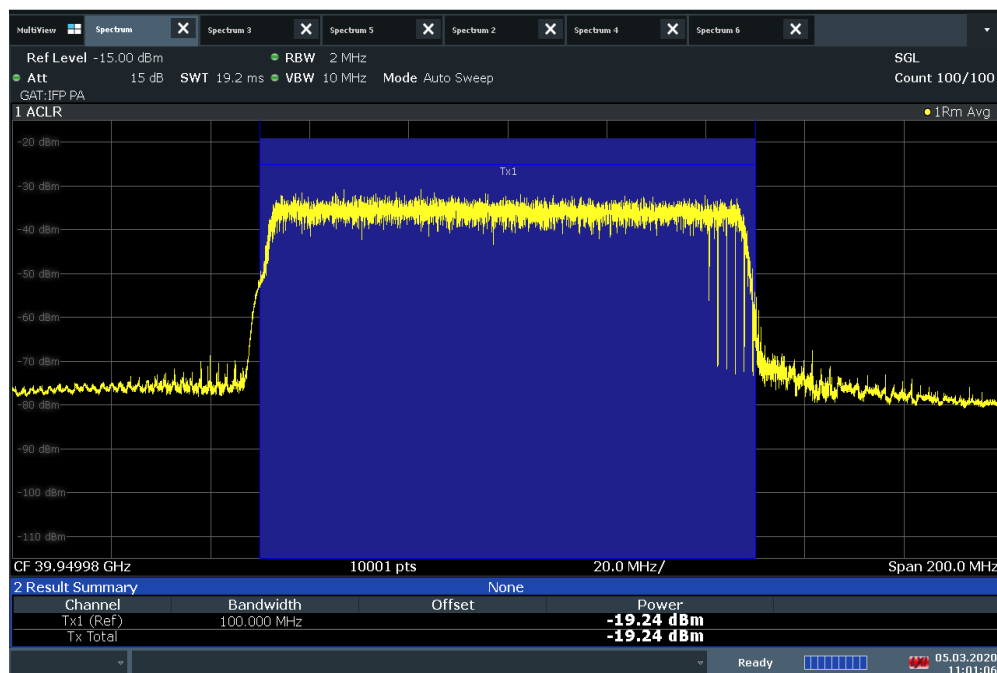 MultiView Spectrum Spectrum 3 Spectrum 5 Spectrum 2 Spectrum 4 Spectrum 6
Ref Level -15.00 dBm RBW 2 MHz SGL
Att 15 dB SWT 19.2 ms VBW 10 MHz Mode Auto Sweep Count 100/100
GAT:IFP PA
1 ACLR 1Rm Avg
-20 dBm
Tx1
-30 dBm
-40 dBm
-50 dBm
-60 dBm
-70 dBm
-80 dBm
-90 dBm
-100 dBm
-110 dBm
CF 39.94998 GHz 10001 pts 20.0 MHz/ Span 200.0 MHz
2 Result Summary None
Channel Bandwidth Offset Power
Tx1 (Ref) 100.000 MHz -19.24 dBm
Tx Total -19.24 dBm
Ready 05.03.2020
11:01:06